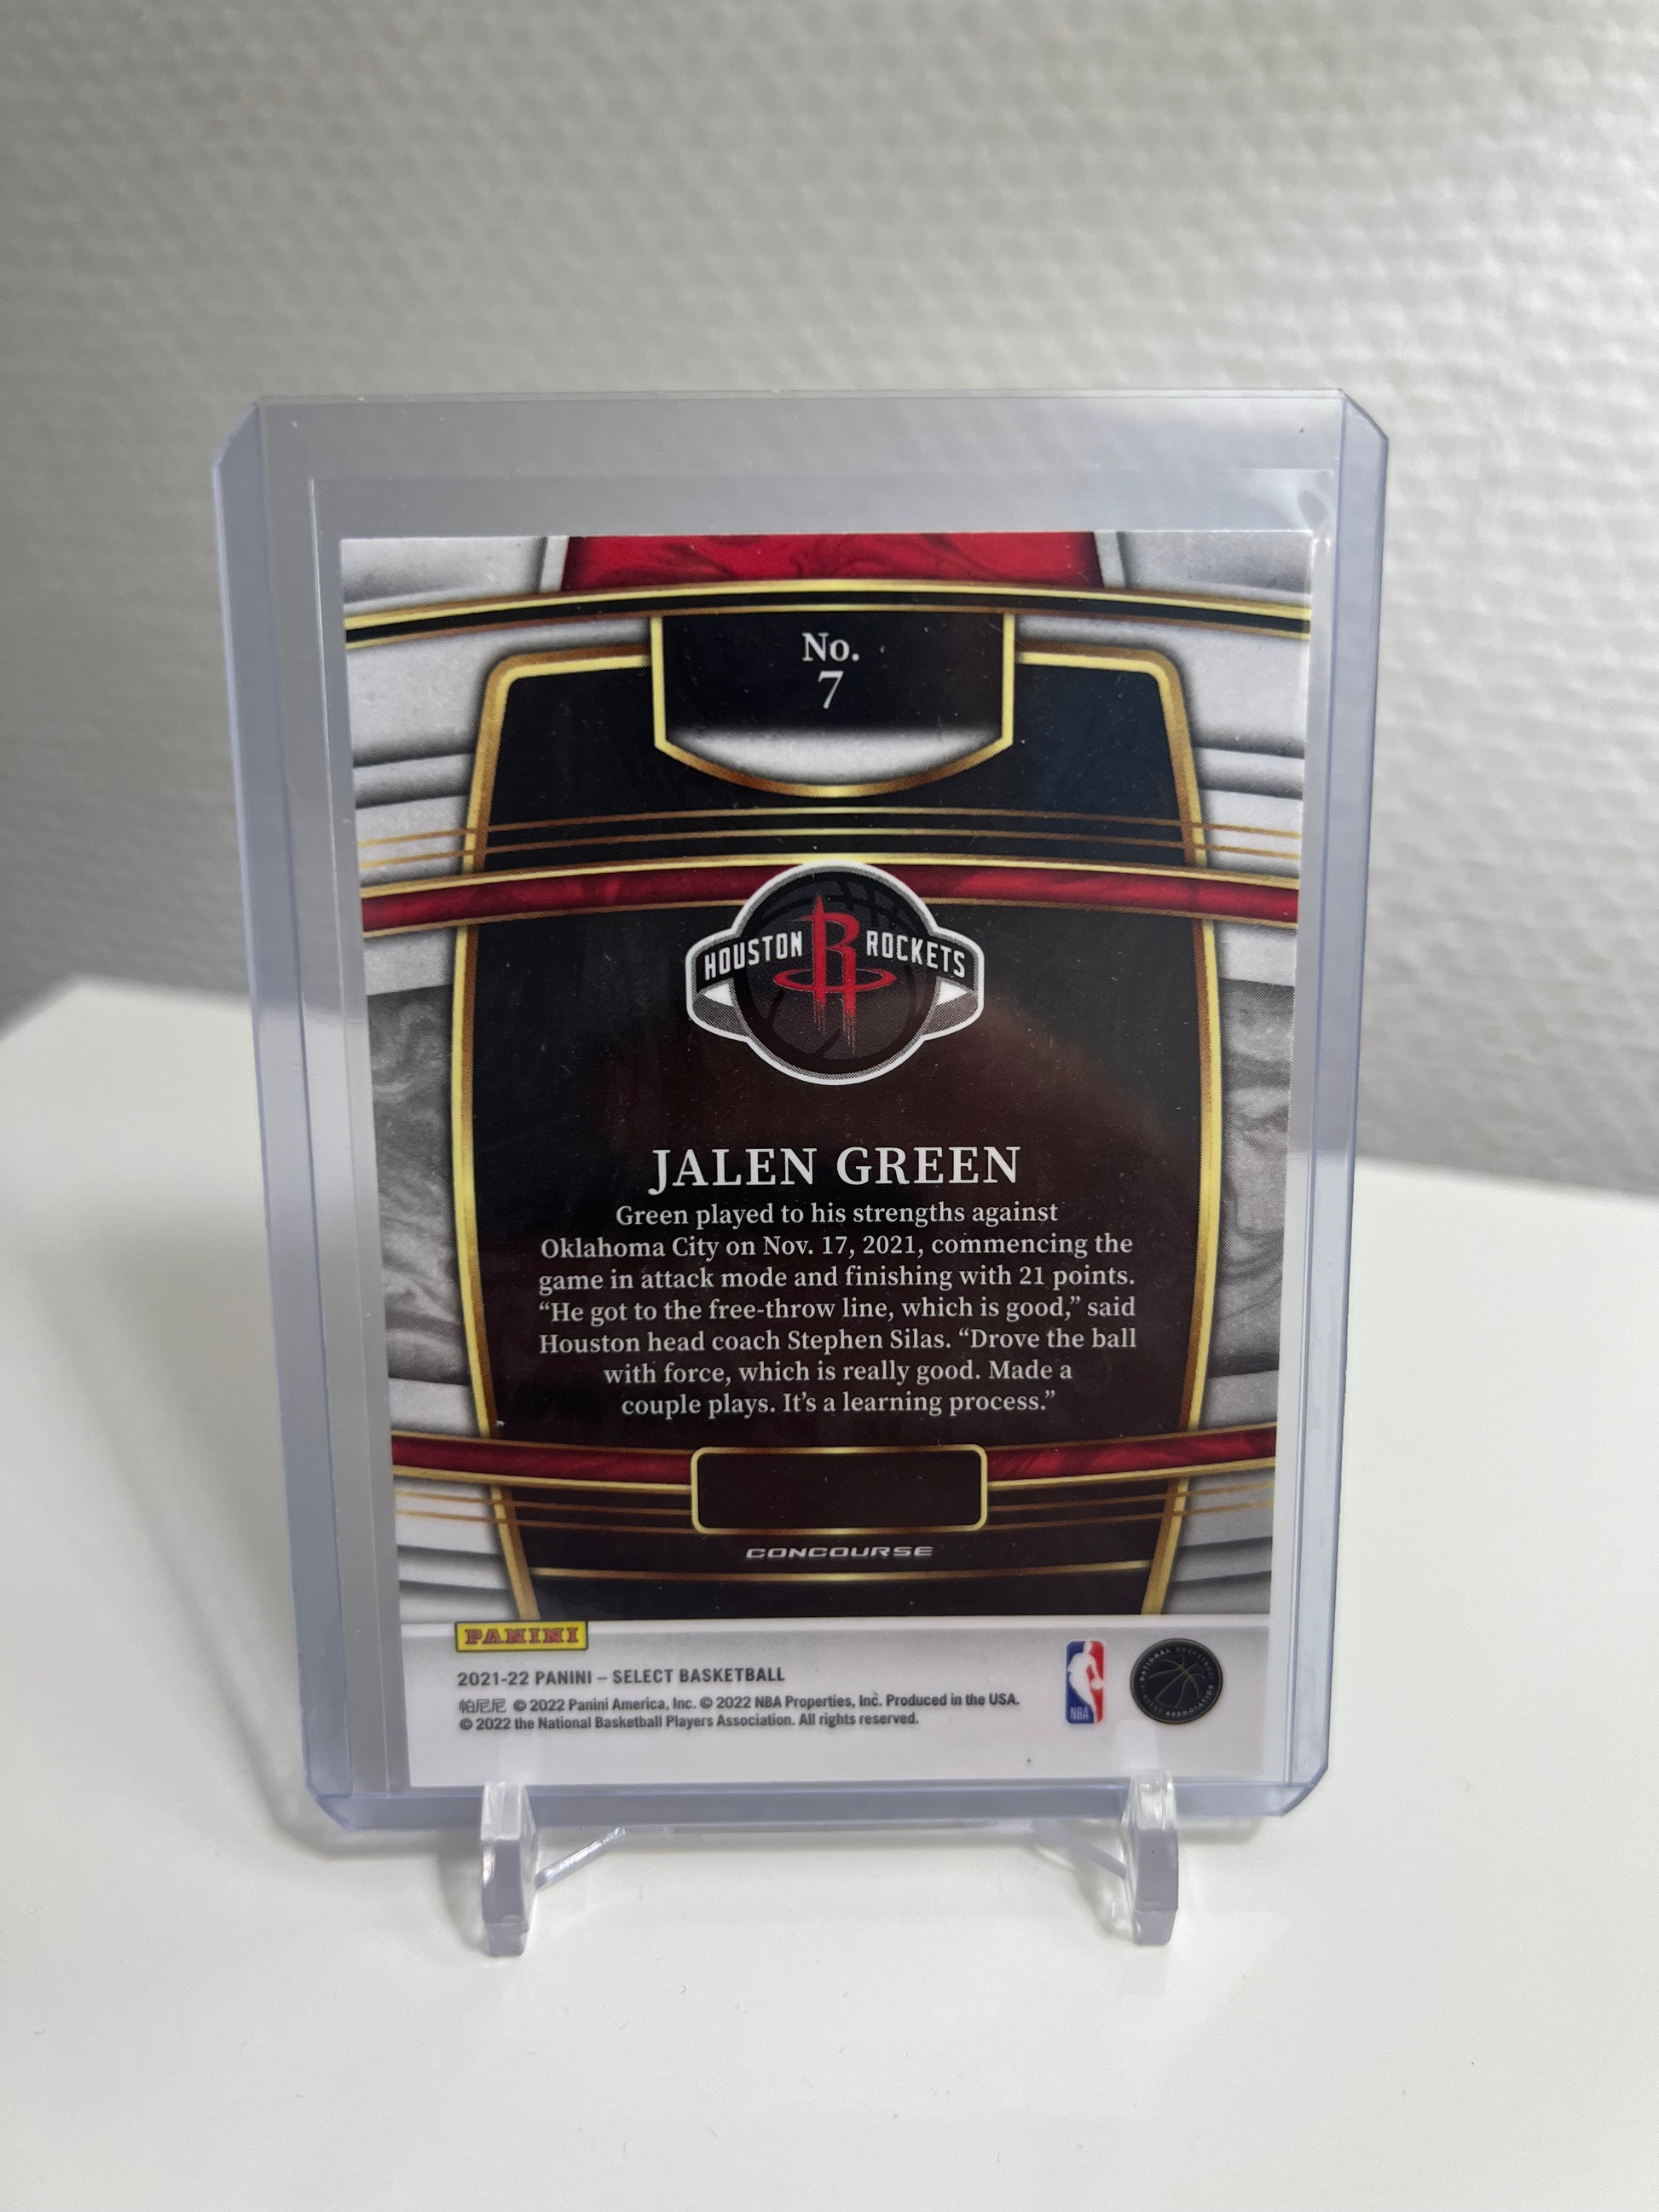 No.
7
HOUSTON R ROCKETS
JALEN GREEN
Green played to his strengths against
Oklahoma City on Nov. 17, 2021, commencing the
game in attack mode and finishing with 21 points.
“He got to the free-throw line, which is good,” said
Houston head coach Stephen Silas. “Drove the ball
with force, which is really good. Made a
couple plays. It’s a learning process.”
CONCOURSE
PANINI
2021-22 PANINI – SELECT BASKETBALL
帕尼尼 © 2022 Panini America, Inc. © 2022 NBA Properties, Inc. Produced in the USA.
© 2022 the National Basketball Players Association. All rights reserved.
NBA